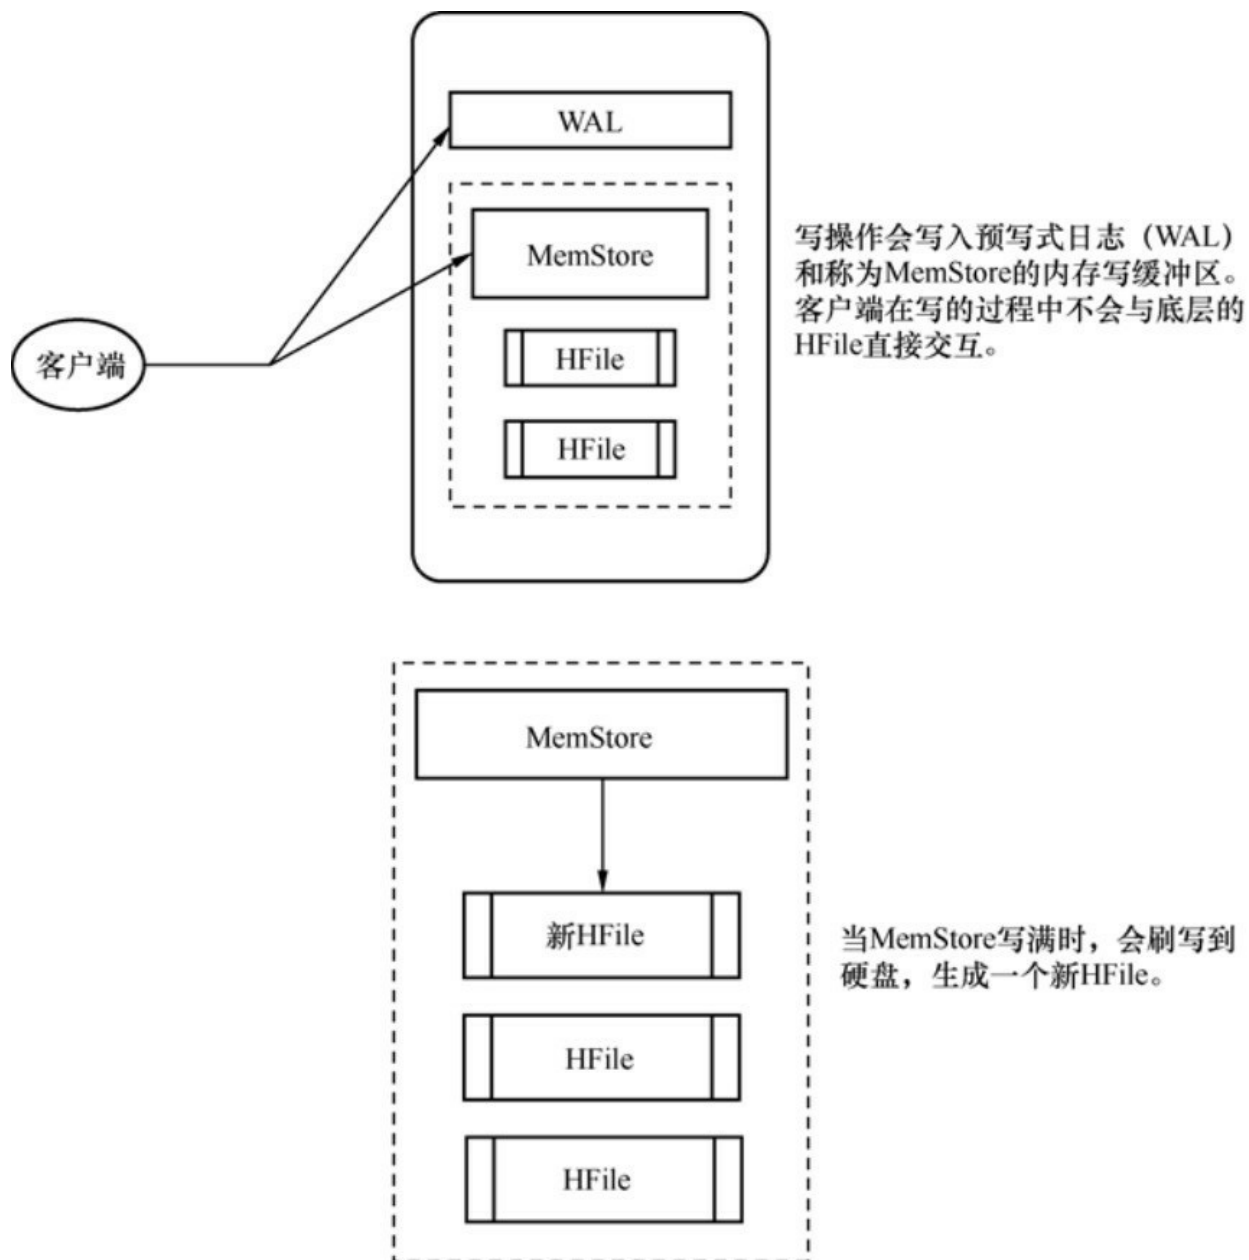 WAL
MemStore
HFile
HFile
客户端
写操作会写入预写式日志（WAL）
和称为MemStore的内存写缓冲区。
客户端在写的过程中不会与底层的
HFile直接交互。
MemStore
新HFile
HFile
HFile
当MemStore写满时，会刷写到
硬盘，生成一个新HFile。